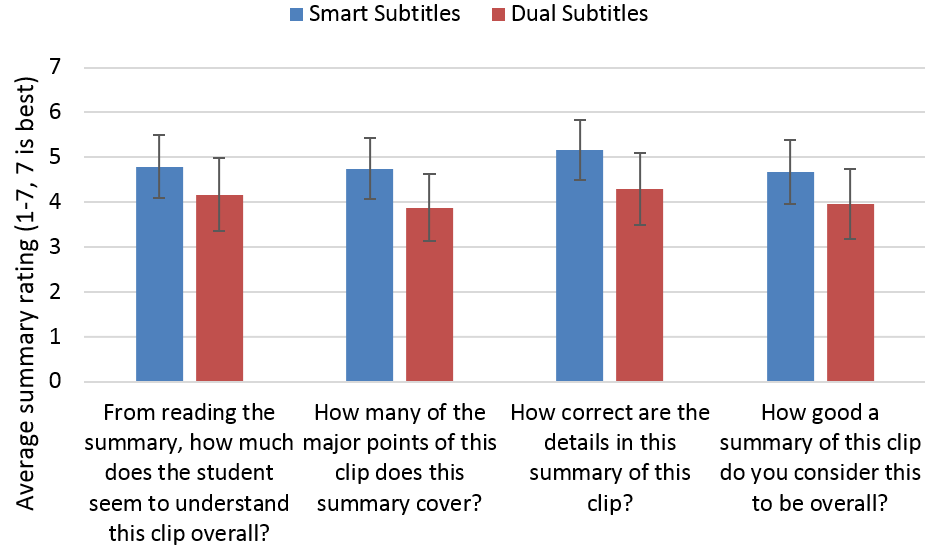 Smart Subtitles Dual Subtitles
Average summary rating (1-7, 7 is best)
7
6
5
4
3
2
1
0
From reading the
summary, how much
does the student
seem to understand
this clip overall?
How many of the
major points of this
clip does this
summary cover?
How correct are the
details in this
summary of this
clip?
How good a
summary of this clip
do you consider this
to be overall?